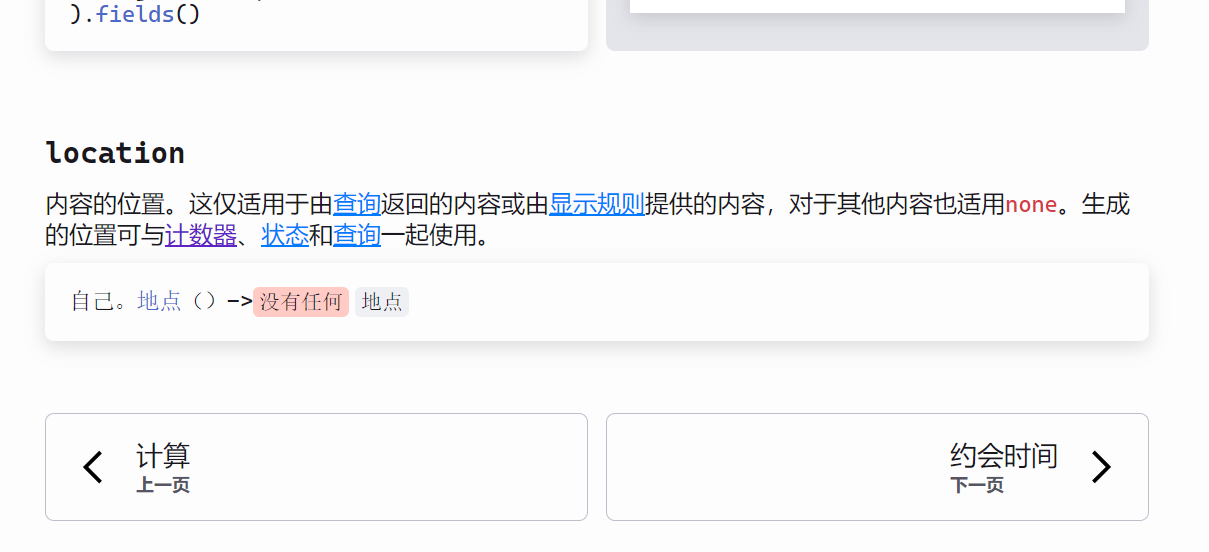 ).fields()
location
内容的位置。这仅适用于由查询返回的内容或由显示规则提供的内容，对于其他内容也适用none。生成
的位置可与计数器、状态和查询一起使用。
自己。地点（）->没有任何 地点
计算
上一页
约会时间
下一页